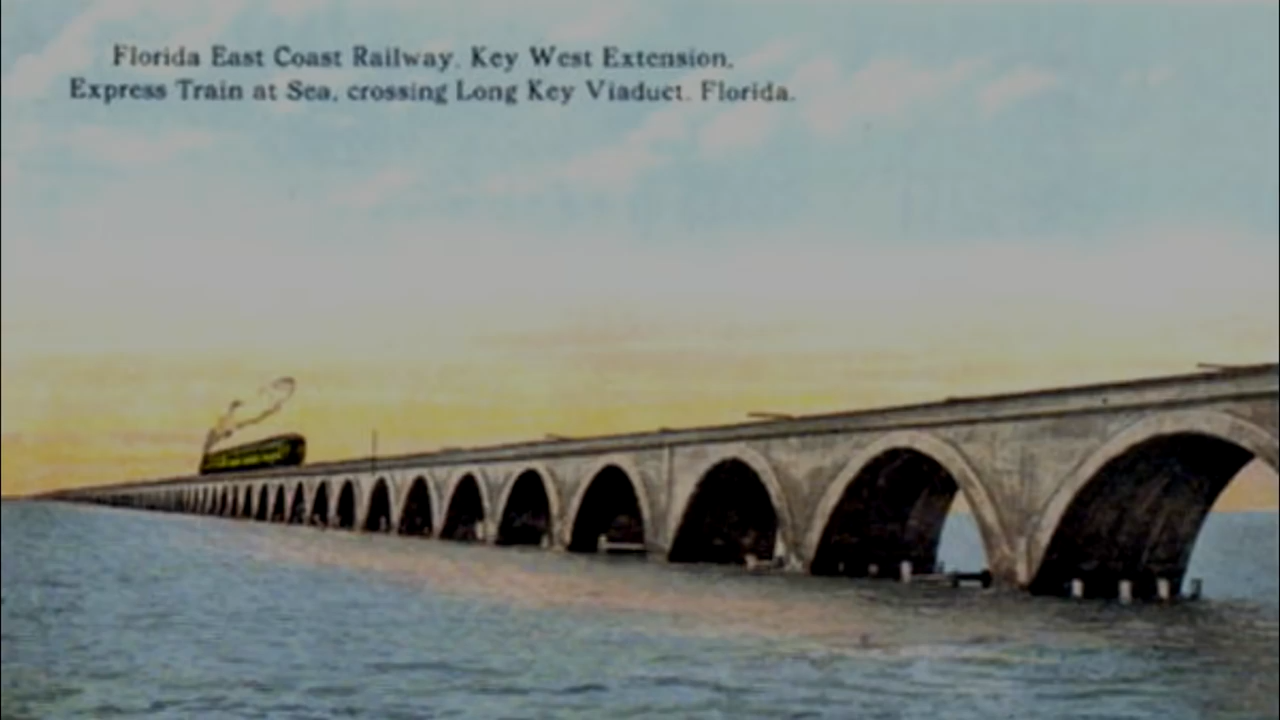 Florida East Coast Railway. Key West Extension.
Express Train at Sea, crossing Long Key Viaduct. Florida.